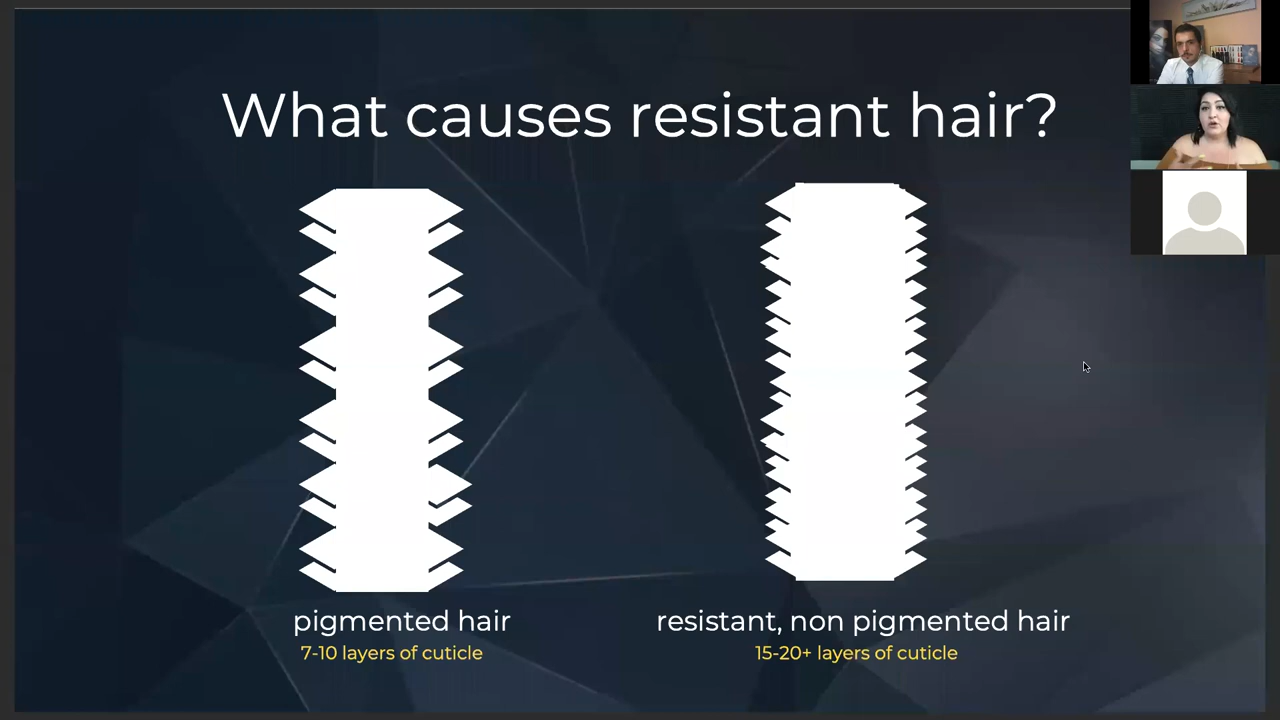 What causes resistant hair?
pigmented hair
7-10 layers of cuticle
resistant, non pigmented hair
15-20+ layers of cuticle